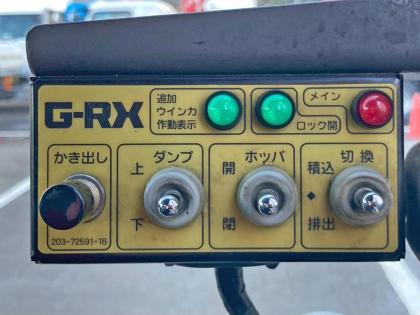 G-RX
追加
ウインカ
作動表示
メイン
ロック開
かき出し
203-72591-1B
上 ダンプ
下
開 ホッパ
閉
積込 切換
◆
排出